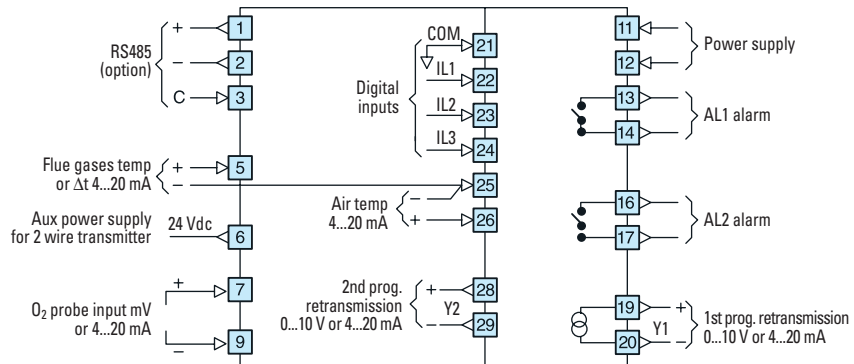 RS485
(option)
+
1
−
2
C
3
Flue gases temp
or Δt 4...20 mA
+
−
5
Aux power supply
for 2 wire transmitter
24 Vdc
6
O2 probe input mV
or 4...20 mA
+
7
−
9
Digital
inputs
COM
21
IL1
22
IL2
23
IL3
24
Air temp
4...20 mA
−
25
+
26
2nd prog.
retransmission
0...10 V or 4...20 mA
+
Y2
−
28
29
11
12
Power supply
13
14
AL1 alarm
16
17
AL2 alarm
19
+
20
Y1
−
1st prog. retransmission
0...10 V or 4...20 mA